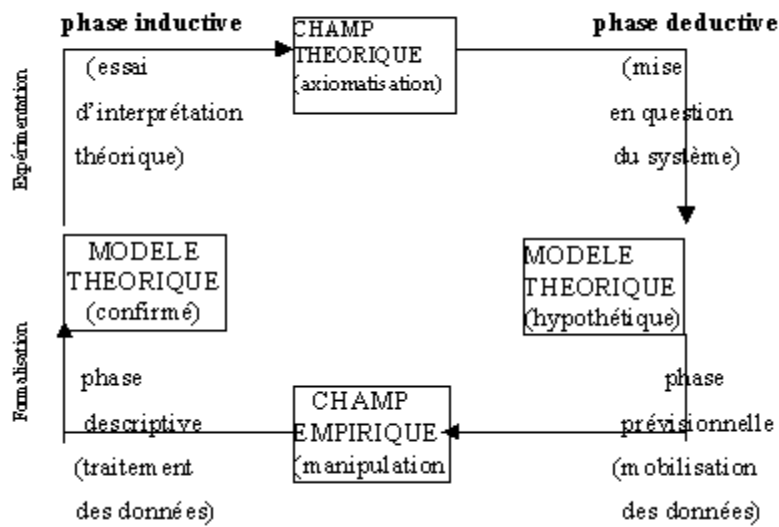 phase inductive
phase deductive
CHAMP
THEORIQUE
(axiomatisation)
(essai
d’interprétation
théorique)
(mise
en question
du système)
Expérimentation
MODELE
THEORIQUE
(confirmé)
MODELE
THEORIQUE
(hypothétique)
Formalisation
phase
descriptive
(traitement
des données)
CHAMP
EMPIRIQUE
(manipulation
phase
prévisionnelle
(mobilisation
des données)